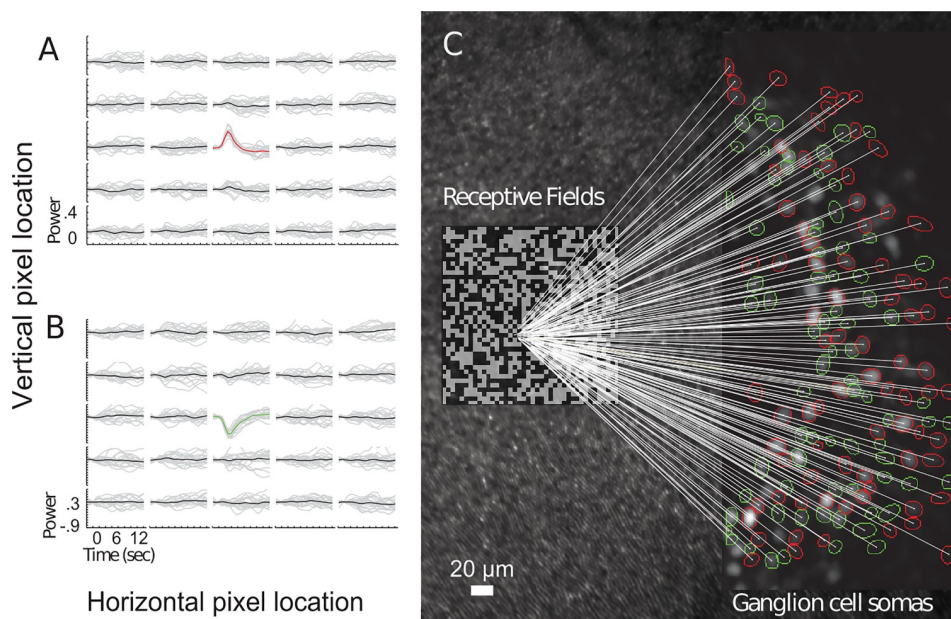 A
Vertical pixel location
Power
.4
0
B
Power
.3
-.9
0 6 12
Time (sec)
Horizontal pixel location
C
Receptive Fields
20 µm
Ganglion cell somas